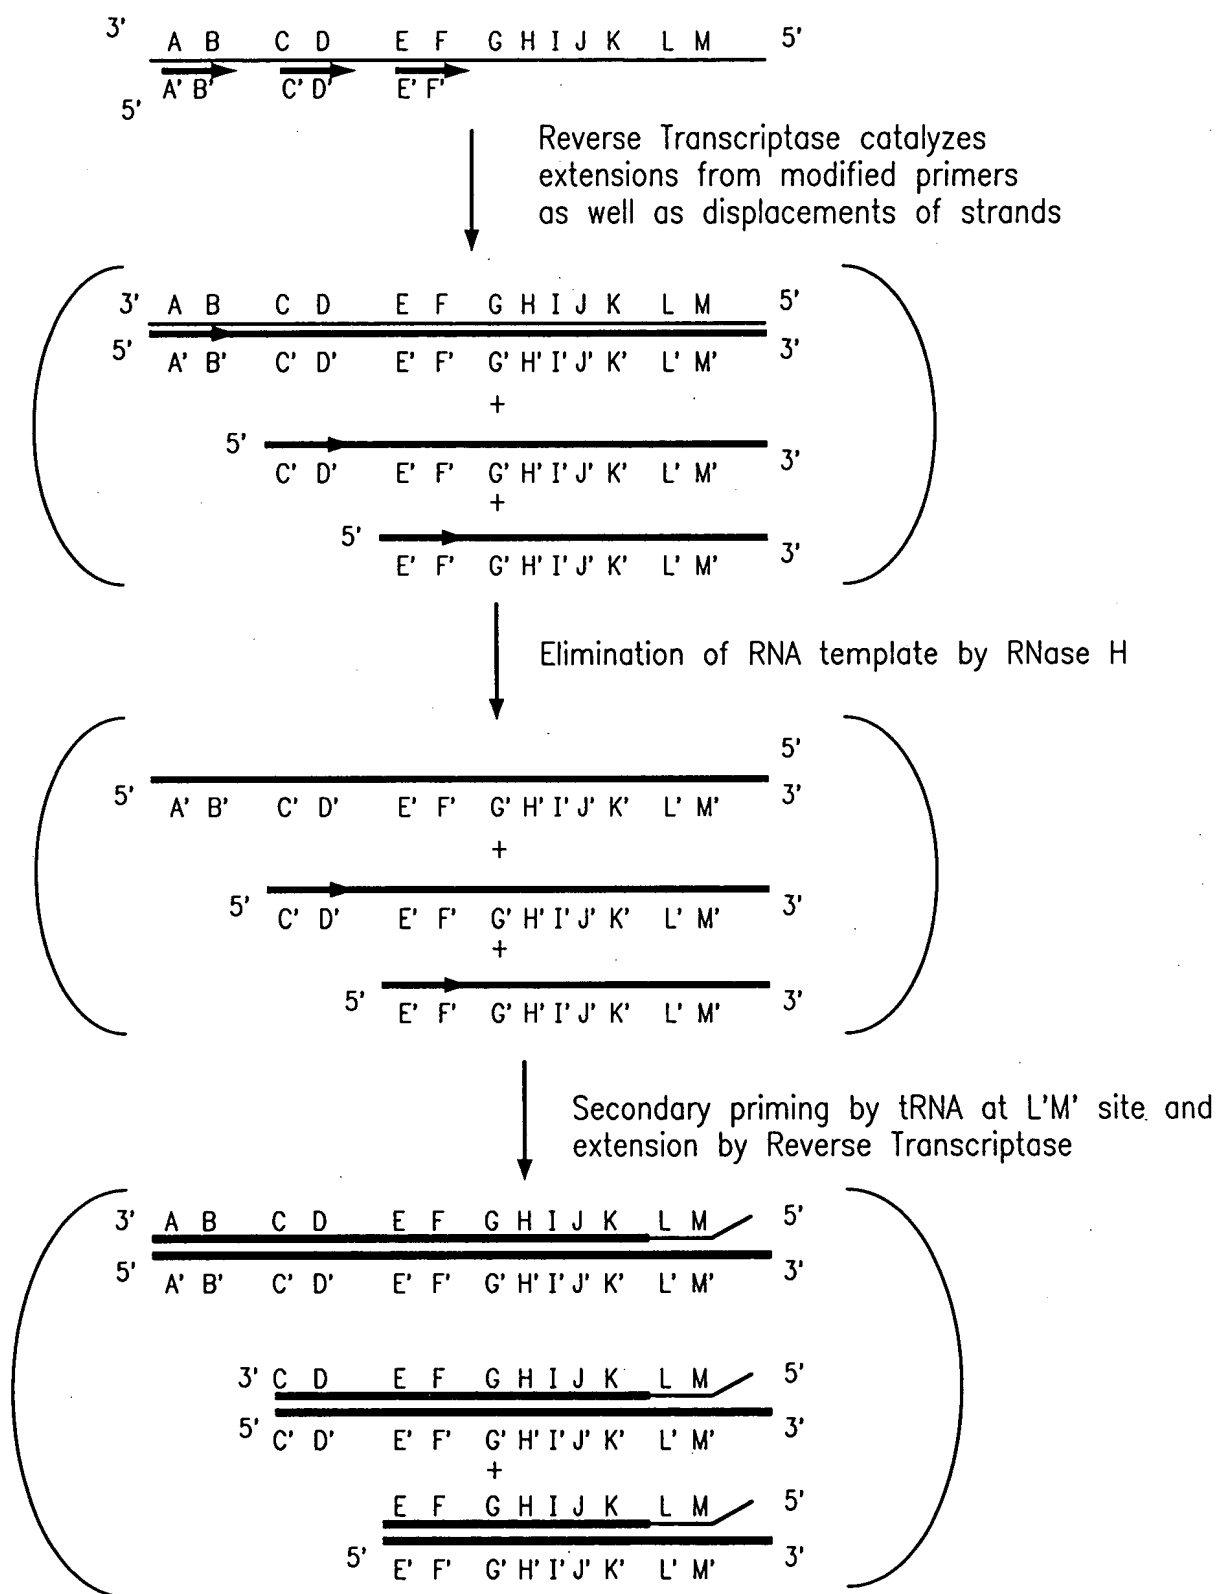 3' A B C D E F G H I J K L M 5'
5' A' B' C' D' E' F'
Reverse Transcriptase catalyzes
extensions from modified primers
as well as displacements of strands
3' A B C D E F G H I J K L M 5'
5' A' B' C' D' E' F' G' H' I' J' K' L' M' 3'
+
5' C' D' E' F' G' H' I' J' K' L' M' 3'
+
5' E' F' G' H' I' J' K' L' M' 3'
Elimination of RNA template by RNase H
5'
5' A' B' C' D' E' F' G' H' I' J' K' L' M' 3'
+
5' C' D' E' F' G' H' I' J' K' L' M' 3'
+
5' E' F' G' H' I' J' K' L' M' 3'
Secondary priming by tRNA at L'M' site and
extension by Reverse Transcriptase
3' A B C D E F G H I J K L M 5'
5' A' B' C' D' E' F' G' H' I' J' K' L' M' 3'
3' C D E F G H I J K L M 5'
5' C' D' E' F' G' H' I' J' K' L' M' 3'
+
E F G H I J K L M 5'
5' E' F' G' H' I' J' K' L' M' 3'